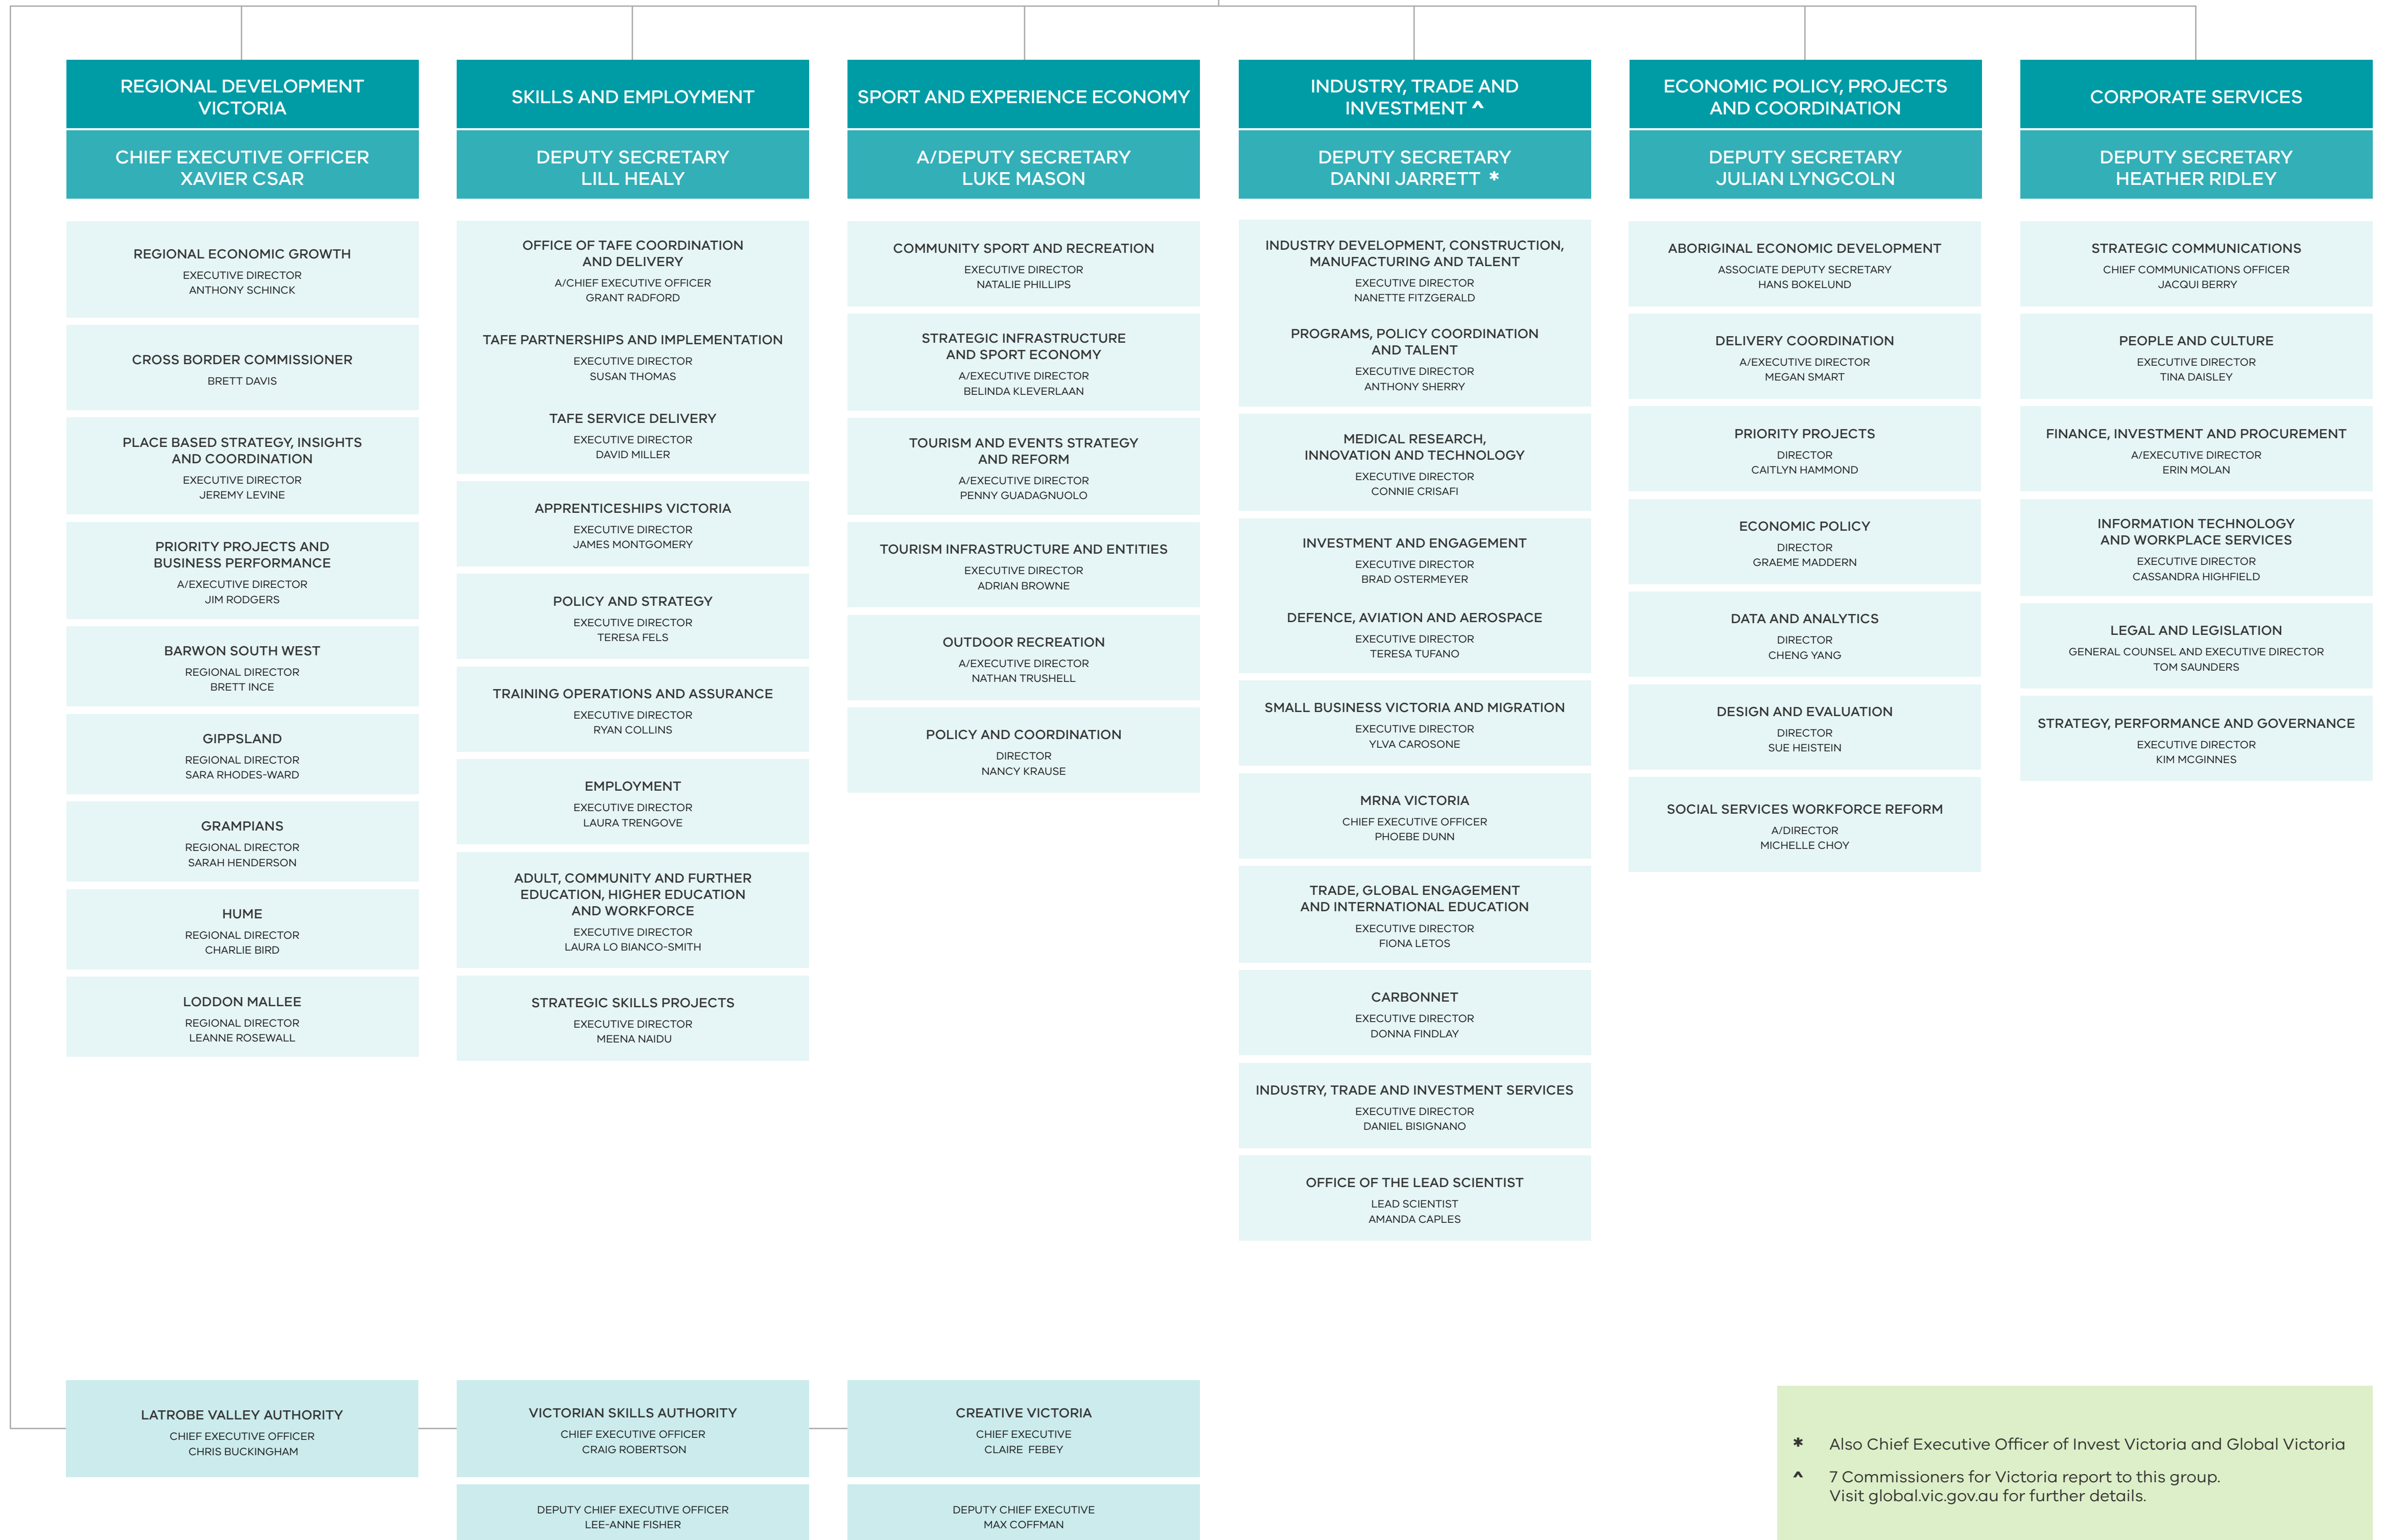 REGIONAL DEVELOPMENT
VICTORIA
CHIEF EXECUTIVE OFFICER
XAVIER CSAR
REGIONAL ECONOMIC GROWTH
EXECUTIVE DIRECTOR
ANTHONY SCHINCK
CROSS BORDER COMMISSIONER
BRETT DAVIS
PLACE BASED STRATEGY, INSIGHTS
AND COORDINATION
EXECUTIVE DIRECTOR
JEREMY LEVINE
PRIORITY PROJECTS AND
BUSINESS PERFORMANCE
A/EXECUTIVE DIRECTOR
JIM RODGERS
BARWON SOUTH WEST
REGIONAL DIRECTOR
BRETT INCE
GIPPSLAND
REGIONAL DIRECTOR
SARA RHODES-WARD
GRAMPIANS
REGIONAL DIRECTOR
SARAH HENDERSON
HUME
REGIONAL DIRECTOR
CHARLIE BIRD
LODDON MALLEE
REGIONAL DIRECTOR
LEANNE ROSEWALL
SKILLS AND EMPLOYMENT
DEPUTY SECRETARY
LILL HEALY
OFFICE OF TAFE COORDINATION
AND DELIVERY
A/CHIEF EXECUTIVE OFFICER
GRANT RADFORD
TAFE PARTNERSHIPS AND IMPLEMENTATION
EXECUTIVE DIRECTOR
SUSAN THOMAS
TAFE SERVICE DELIVERY
EXECUTIVE DIRECTOR
DAVID MILLER
APPRENTICESHIPS VICTORIA
EXECUTIVE DIRECTOR
JAMES MONTGOMERY
POLICY AND STRATEGY
EXECUTIVE DIRECTOR
TERESA FELS
TRAINING OPERATIONS AND ASSURANCE
EXECUTIVE DIRECTOR
RYAN COLLINS
EMPLOYMENT
EXECUTIVE DIRECTOR
LAURA TRENGOVE
ADULT, COMMUNITY AND FURTHER
EDUCATION, HIGHER EDUCATION
AND WORKFORCE
EXECUTIVE DIRECTOR
LAURA LO BIANCO-SMITH
STRATEGIC SKILLS PROJECTS
EXECUTIVE DIRECTOR
MEENA NAIDU
SPORT AND EXPERIENCE ECONOMY
A/DEPUTY SECRETARY
LUKE MASON
COMMUNITY SPORT AND RECREATION
EXECUTIVE DIRECTOR
NATALIE PHILLIPS
STRATEGIC INFRASTRUCTURE
AND SPORT ECONOMY
A/EXECUTIVE DIRECTOR
BELINDA KLEVERLAAN
TOURISM AND EVENTS STRATEGY
AND REFORM
A/EXECUTIVE DIRECTOR
PENNY GUADAGNUOLO
TOURISM INFRASTRUCTURE AND ENTITIES
EXECUTIVE DIRECTOR
ADRIAN BROWNE
OUTDOOR RECREATION
A/EXECUTIVE DIRECTOR
NATHAN TRUSHELL
POLICY AND COORDINATION
DIRECTOR
NANCY KRAUSE
INDUSTRY, TRADE AND
INVESTMENT ^
DEPUTY SECRETARY
DANNI JARRETT *
INDUSTRY DEVELOPMENT, CONSTRUCTION,
MANUFACTURING AND TALENT
EXECUTIVE DIRECTOR
NANETTE FITZGERALD
PROGRAMS, POLICY COORDINATION
AND TALENT
EXECUTIVE DIRECTOR
ANTHONY SHERRY
MEDICAL RESEARCH,
INNOVATION AND TECHNOLOGY
EXECUTIVE DIRECTOR
CONNIE CRISAFI
INVESTMENT AND ENGAGEMENT
EXECUTIVE DIRECTOR
BRAD OSTERMEYER
DEFENCE, AVIATION AND AEROSPACE
EXECUTIVE DIRECTOR
TERESA TUFANO
SMALL BUSINESS VICTORIA AND MIGRATION
EXECUTIVE DIRECTOR
YLVA CAROSONE
MRNA VICTORIA
CHIEF EXECUTIVE OFFICER
PHOEBE DUNN
TRADE, GLOBAL ENGAGEMENT
AND INTERNATIONAL EDUCATION
EXECUTIVE DIRECTOR
FIONA LETOS
CARBONNET
EXECUTIVE DIRECTOR
DONNA FINDLAY
INDUSTRY, TRADE AND INVESTMENT SERVICES
EXECUTIVE DIRECTOR
DANIEL BISIGNANO
OFFICE OF THE LEAD SCIENTIST
LEAD SCIENTIST
AMANDA CAPLES
ECONOMIC POLICY, PROJECTS
AND COORDINATION
DEPUTY SECRETARY
JULIAN LYNGCOLN
ABORIGINAL ECONOMIC DEVELOPMENT
ASSOCIATE DEPUTY SECRETARY
HANS BOKELUND
DELIVERY COORDINATION
A/EXECUTIVE DIRECTOR
MEGAN SMART
PRIORITY PROJECTS
DIRECTOR
CAITLYN HAMMOND
ECONOMIC POLICY
DIRECTOR
GRAEME MADDERN
DATA AND ANALYTICS
DIRECTOR
CHENG YANG
DESIGN AND EVALUATION
DIRECTOR
SUE HEISTEIN
SOCIAL SERVICES WORKFORCE REFORM
A/DIRECTOR
MICHELLE CHOY
CORPORATE SERVICES
DEPUTY SECRETARY
HEATHER RIDLEY
STRATEGIC COMMUNICATIONS
CHIEF COMMUNICATIONS OFFICER
JACQUI BERRY
PEOPLE AND CULTURE
EXECUTIVE DIRECTOR
TINA DAISLEY
FINANCE, INVESTMENT AND PROCUREMENT
A/EXECUTIVE DIRECTOR
ERIN MOLAN
INFORMATION TECHNOLOGY
AND WORKPLACE SERVICES
EXECUTIVE DIRECTOR
CASSANDRA HIGHFIELD
LEGAL AND LEGISLATION
GENERAL COUNSEL AND EXECUTIVE DIRECTOR
TOM SAUNDERS
STRATEGY, PERFORMANCE AND GOVERNANCE
EXECUTIVE DIRECTOR
KIM MCGINNES
LATROBE VALLEY AUTHORITY
CHIEF EXECUTIVE OFFICER
CHRIS BUCKINGHAM
VICTORIAN SKILLS AUTHORITY
CHIEF EXECUTIVE OFFICER
CRAIG ROBERTSON
DEPUTY CHIEF EXECUTIVE OFFICER
LEE-ANNE FISHER
CREATIVE VICTORIA
CHIEF EXECUTIVE
CLAIRE FEBEY
DEPUTY CHIEF EXECUTIVE
MAX COFFMAN
* Also Chief Executive Officer of Invest Victoria and Global Victoria
^ 7 Commissioners for Victoria report to this group.
Visit global.vic.gov.au for further details.